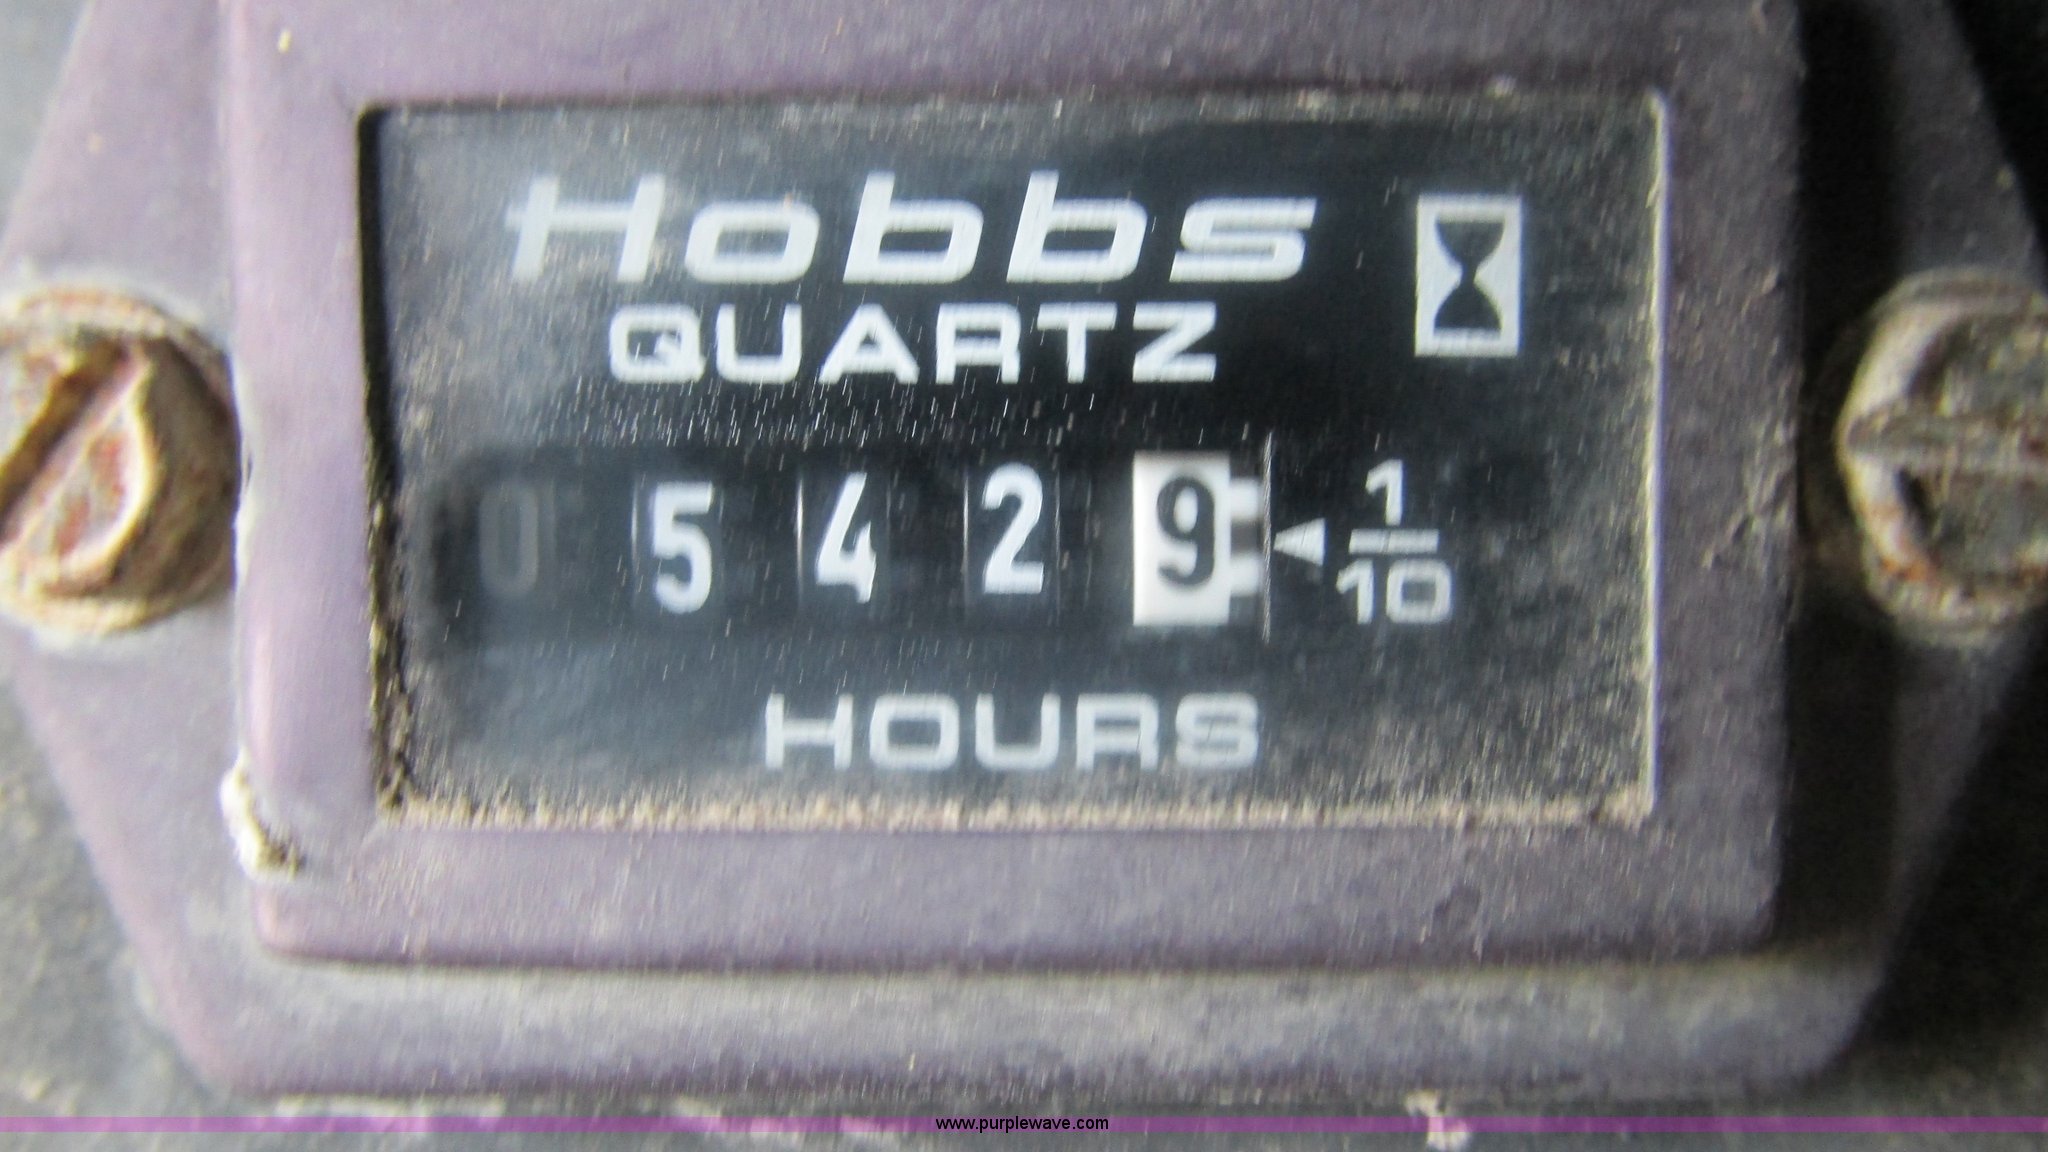 Hobbs
QUARTZ
0 5 4 2 9 1/10
HOURS
www.purplewave.com